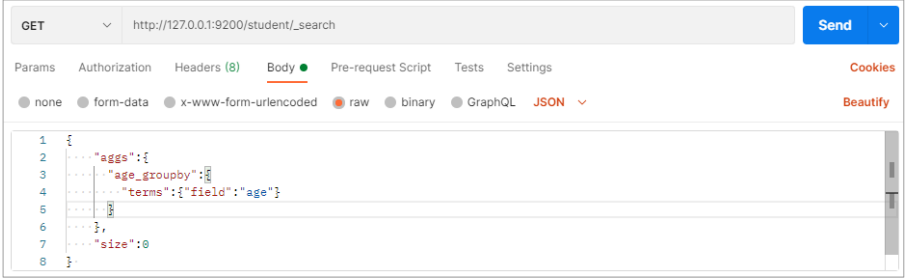 GET http://127.0.0.1:9200/student/_search Send
Params Authorization Headers (8) Body Pre-request Script Tests Settings Cookies
none form-data x-www-form-urlencoded raw binary GraphQL JSON Beautify
1 {
2 "aggs":{
3 "age_groupby":{
4 "terms":{"field":"age"}
5 }
6 },
7 "size":0
8 }